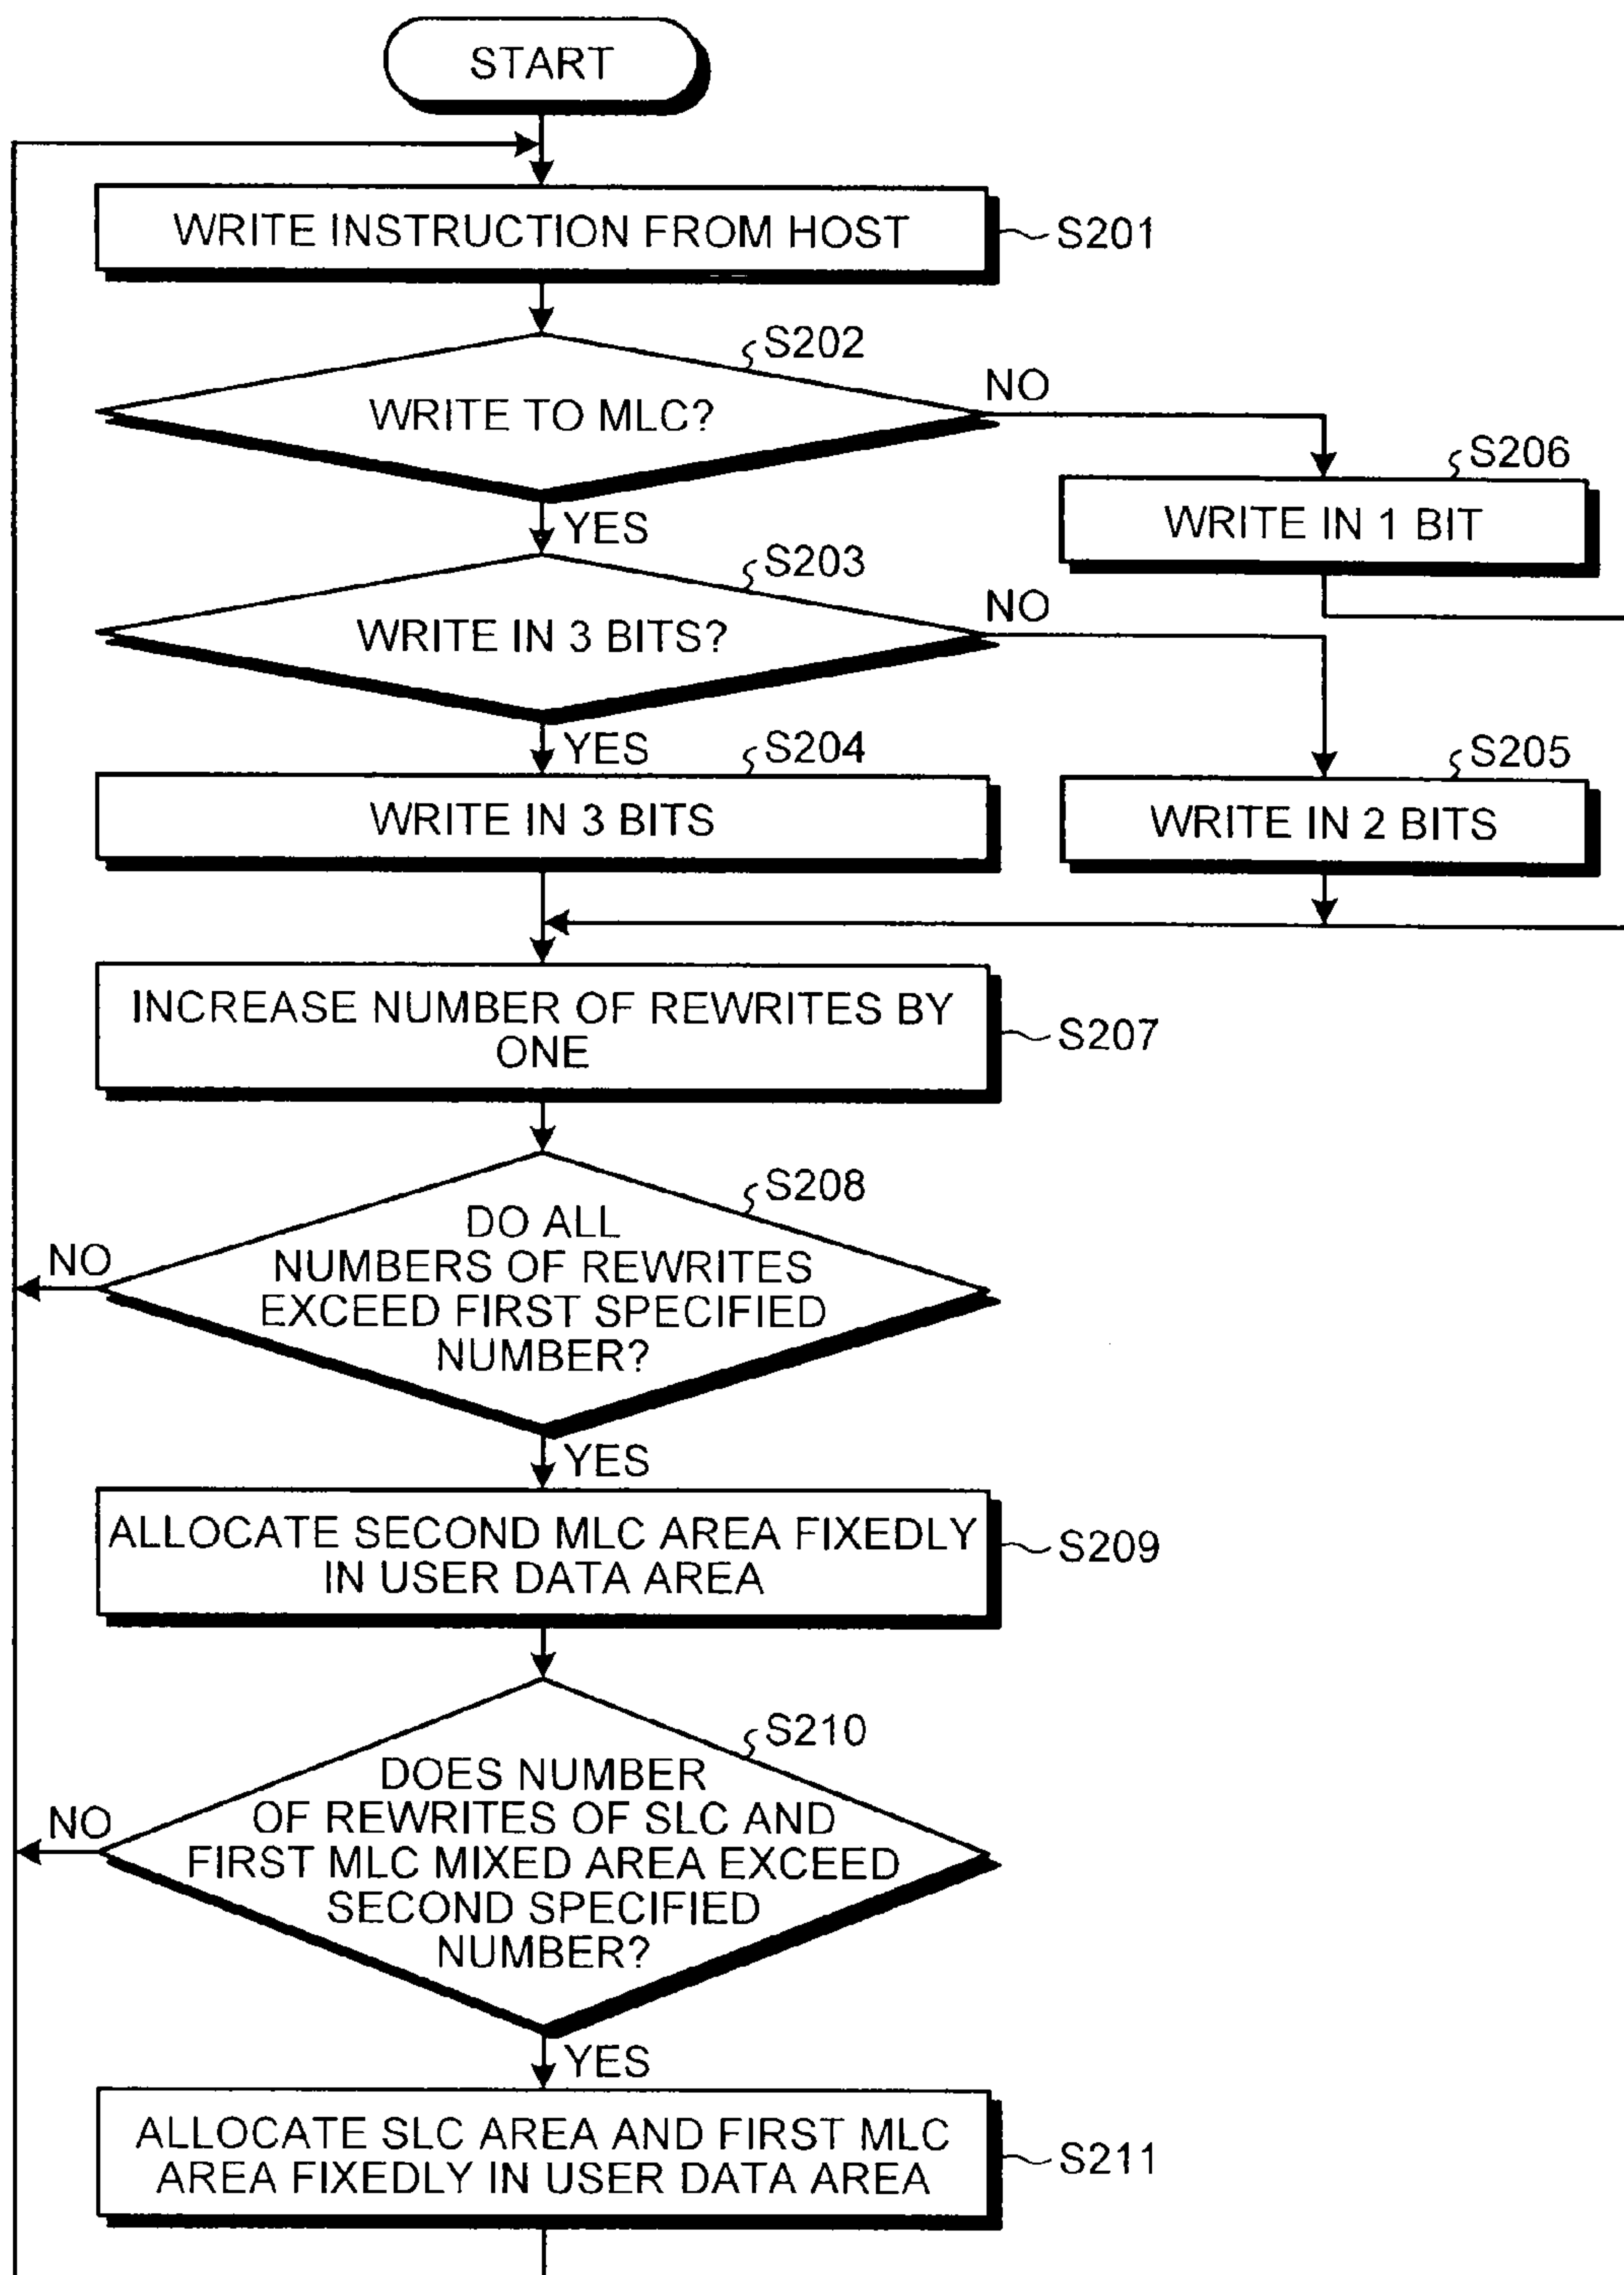 START
WRITE INSTRUCTION FROM HOST
S201
S202
WRITE TO MLC?
NO
S206
WRITE IN 1 BIT
YES
S203
WRITE IN 3 BITS?
NO
YES
S204
WRITE IN 3 BITS
S205
WRITE IN 2 BITS
INCREASE NUMBER OF REWRITES BY
ONE
S207
S208
DO ALL
NUMBERS OF REWRITES
EXCEED FIRST SPECIFIED
NUMBER?
NO
YES
ALLOCATE SECOND MLC AREA FIXEDLY
IN USER DATA AREA
S209
S210
DOES NUMBER
OF REWRITES OF SLC AND
FIRST MLC MIXED AREA EXCEED
SECOND SPECIFIED
NUMBER?
NO
YES
ALLOCATE SLC AREA AND FIRST MLC
AREA FIXEDLY IN USER DATA AREA
S211